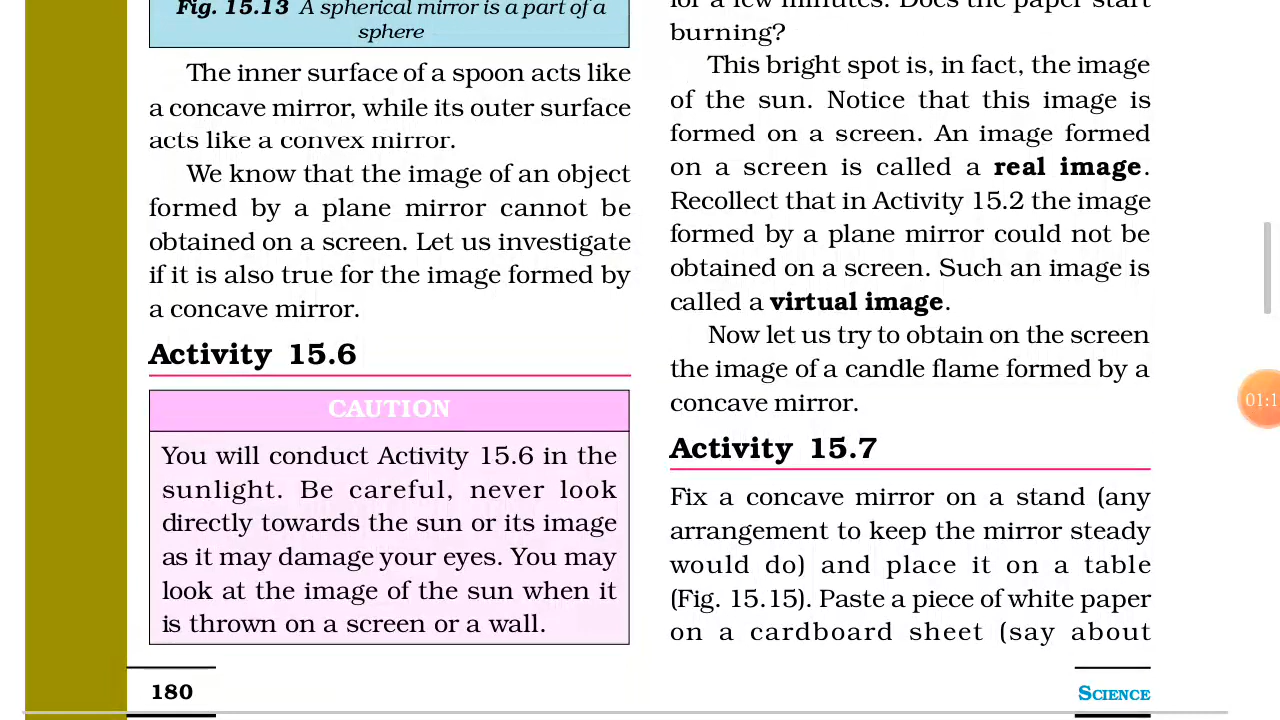 Fig. 15.13 A spherical mirror is a part of a
sphere
The inner surface of a spoon acts like
a concave mirror, while its outer surface
acts like a convex mirror.
We know that the image of an object
formed by a plane mirror cannot be
obtained on a screen. Let us investigate
if it is also true for the image formed by
a concave mirror.
Activity 15.6
CAUTION
You will conduct Activity 15.6 in the
sunlight. Be careful, never look
directly towards the sun or its image
as it may damage your eyes. You may
look at the image of the sun when it
is thrown on a screen or a wall.
for a few minutes. Does the paper start
burning?
This bright spot is, in fact, the image
of the sun. Notice that this image is
formed on a screen. An image formed
on a screen is called a real image.
Recollect that in Activity 15.2 the image
formed by a plane mirror could not be
obtained on a screen. Such an image is
called a virtual image.
Now let us try to obtain on the screen
the image of a candle flame formed by a
concave mirror.
Activity 15.7
Fix a concave mirror on a stand (any
arrangement to keep the mirror steady
would do) and place it on a table
(Fig. 15.15). Paste a piece of white paper
on a cardboard sheet (say about
180
SCIENCE
01:1